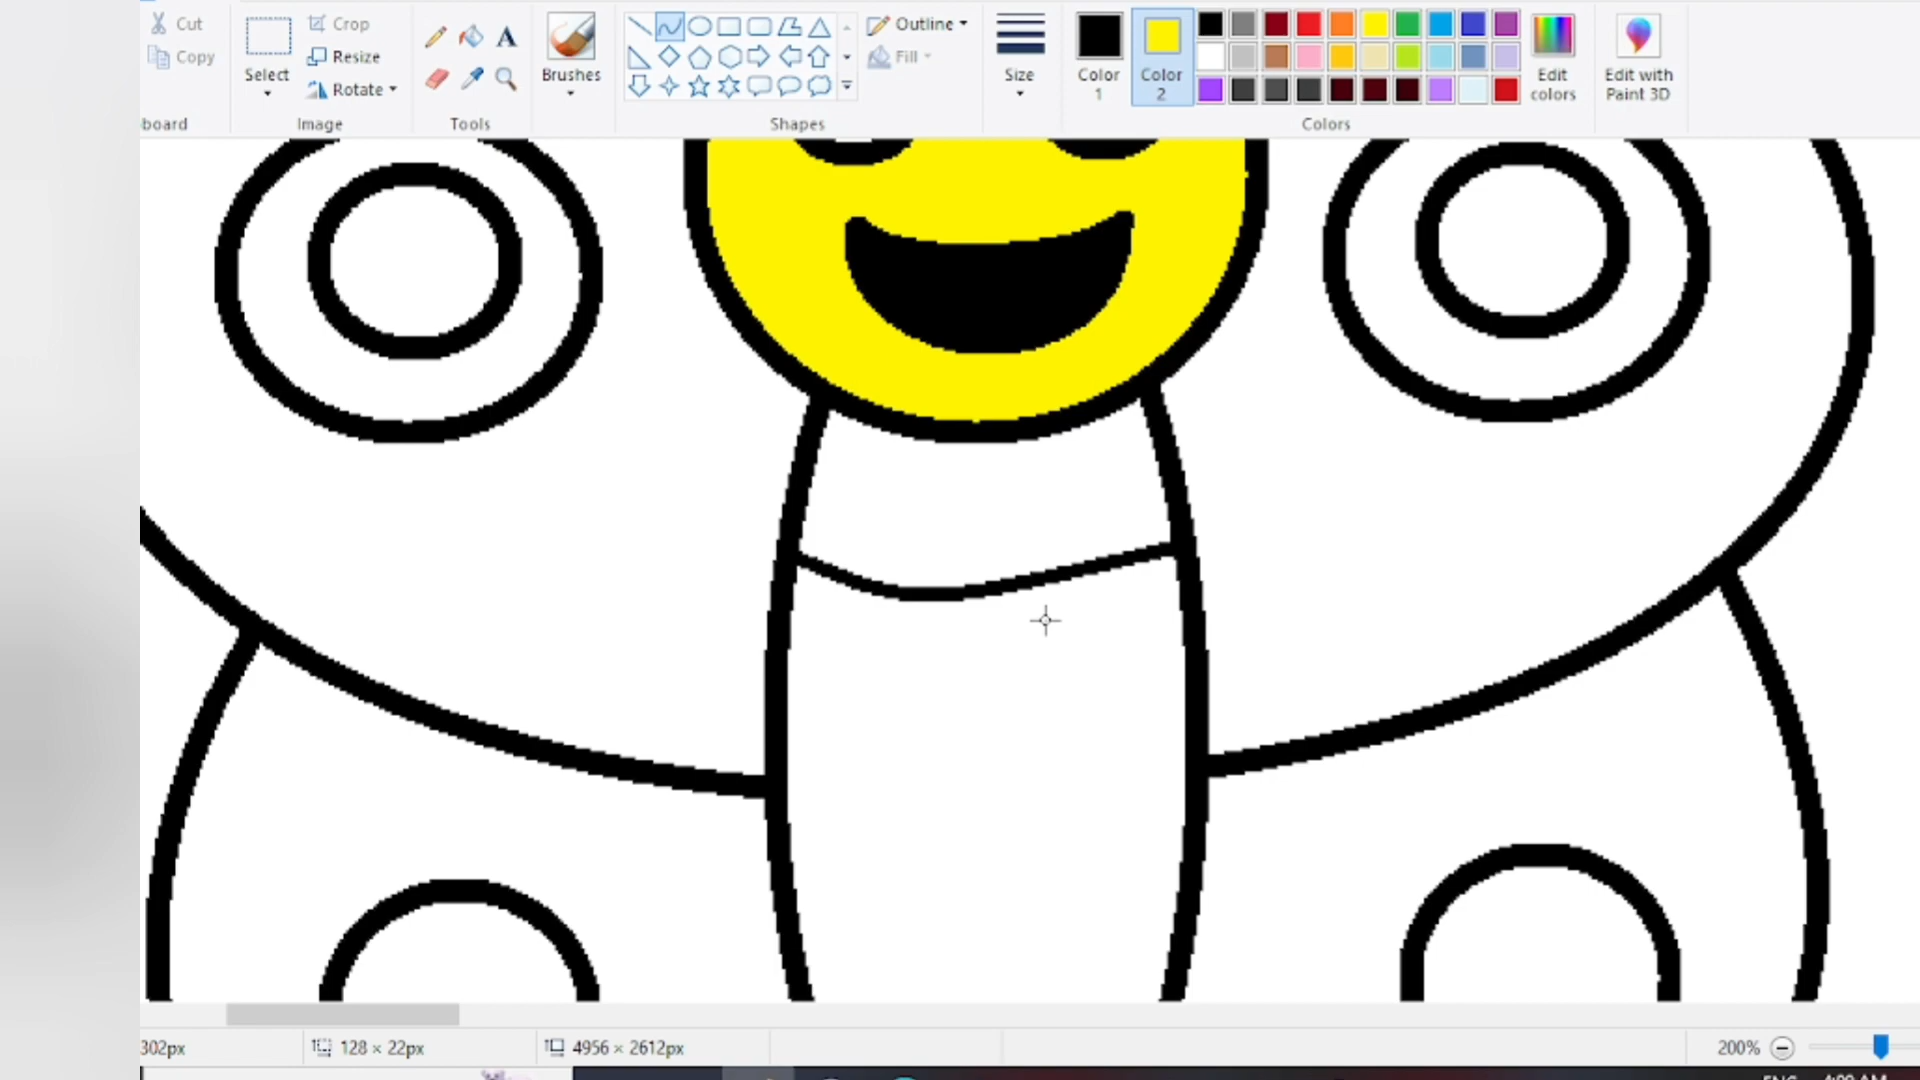 Cut
Copy
board
Select
Crop
Resize
Rotate
Image
A
Tools
Brushes
Outline
Fill
Shapes
Size
Color
1
Color
2
Edit
colors
Edit with
Paint 3D
Colors
302px
128 × 22px
4956 × 2612px
200%